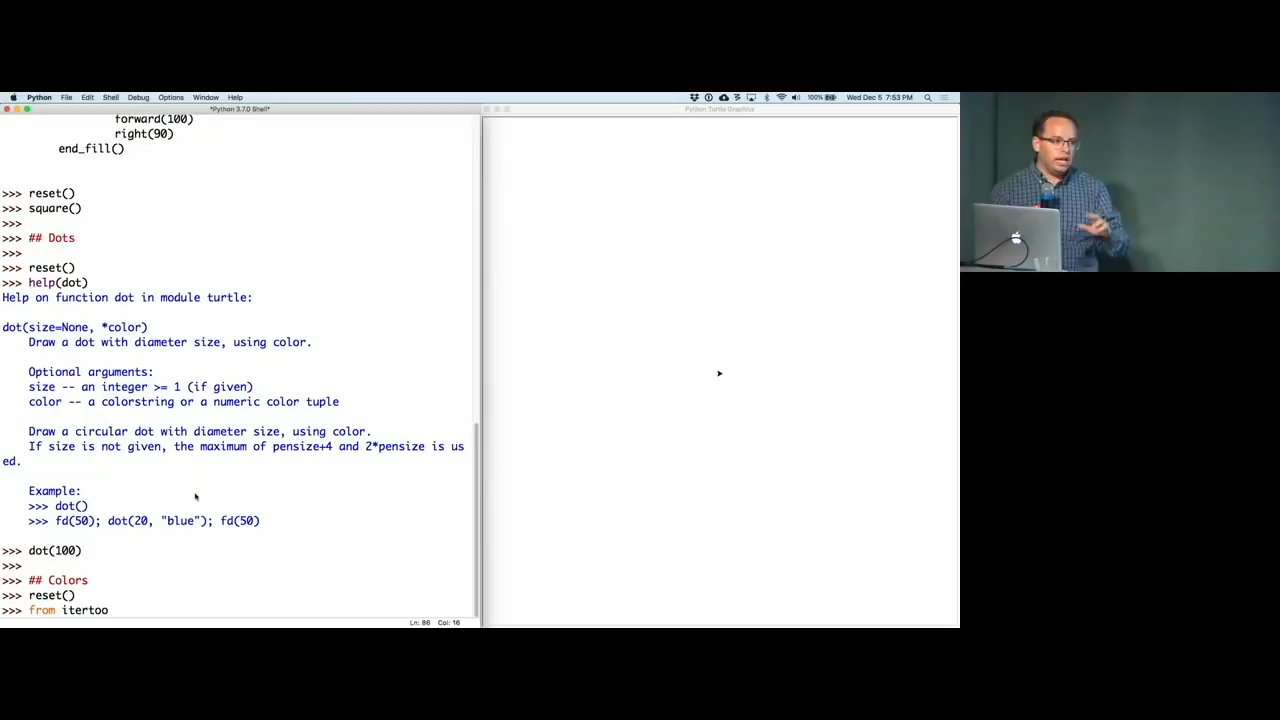 Python File Edit Shell Debug Options Window Help
100% Wed Dec 5 7:53 PM
*Python 3.7.0 Shell*
Python Turtle Graphics
forward(100)
right(90)
end_fill()
>>> reset()
>>> square()
>>>
>>> ## Dots
>>>
>>> reset()
>>> help(dot)
Help on function dot in module turtle:
dot(size=None, *color)
Draw a dot with diameter size, using color.
Optional arguments:
size -- an integer >= 1 (if given)
color -- a colorstring or a numeric color tuple
Draw a circular dot with diameter size, using color.
If size is not given, the maximum of pensize+4 and 2*pensize is us
ed.
Example:
>>> dot()
>>> fd(50); dot(20, "blue"); fd(50)
>>> dot(100)
>>>
>>> ## Colors
>>> reset()
>>> from itertoo
Ln: 86 Col: 16